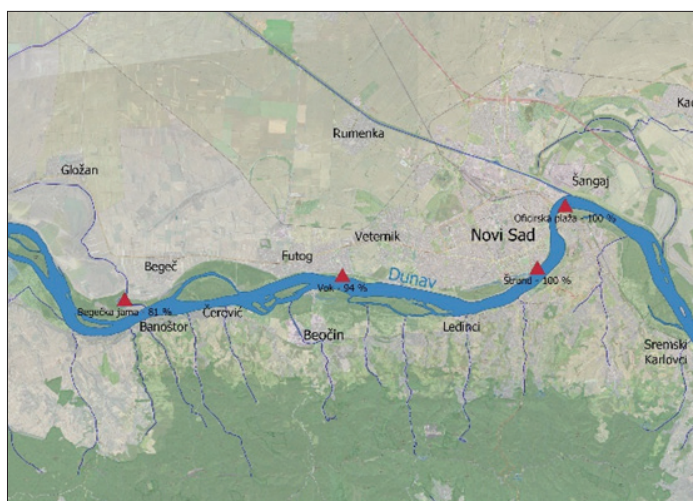 Kać
Rumenka
Gložan
Šangaj
Oficirska plaža - 100 %
Novi Sad
Veternik
Futog
Begeč
Dunav
Štrand - 100 %
Vok - 94 %
Begečka jama - 81 %
Čerević
Banoštor
Beočin
Ledinci
Sremski
Karlovci